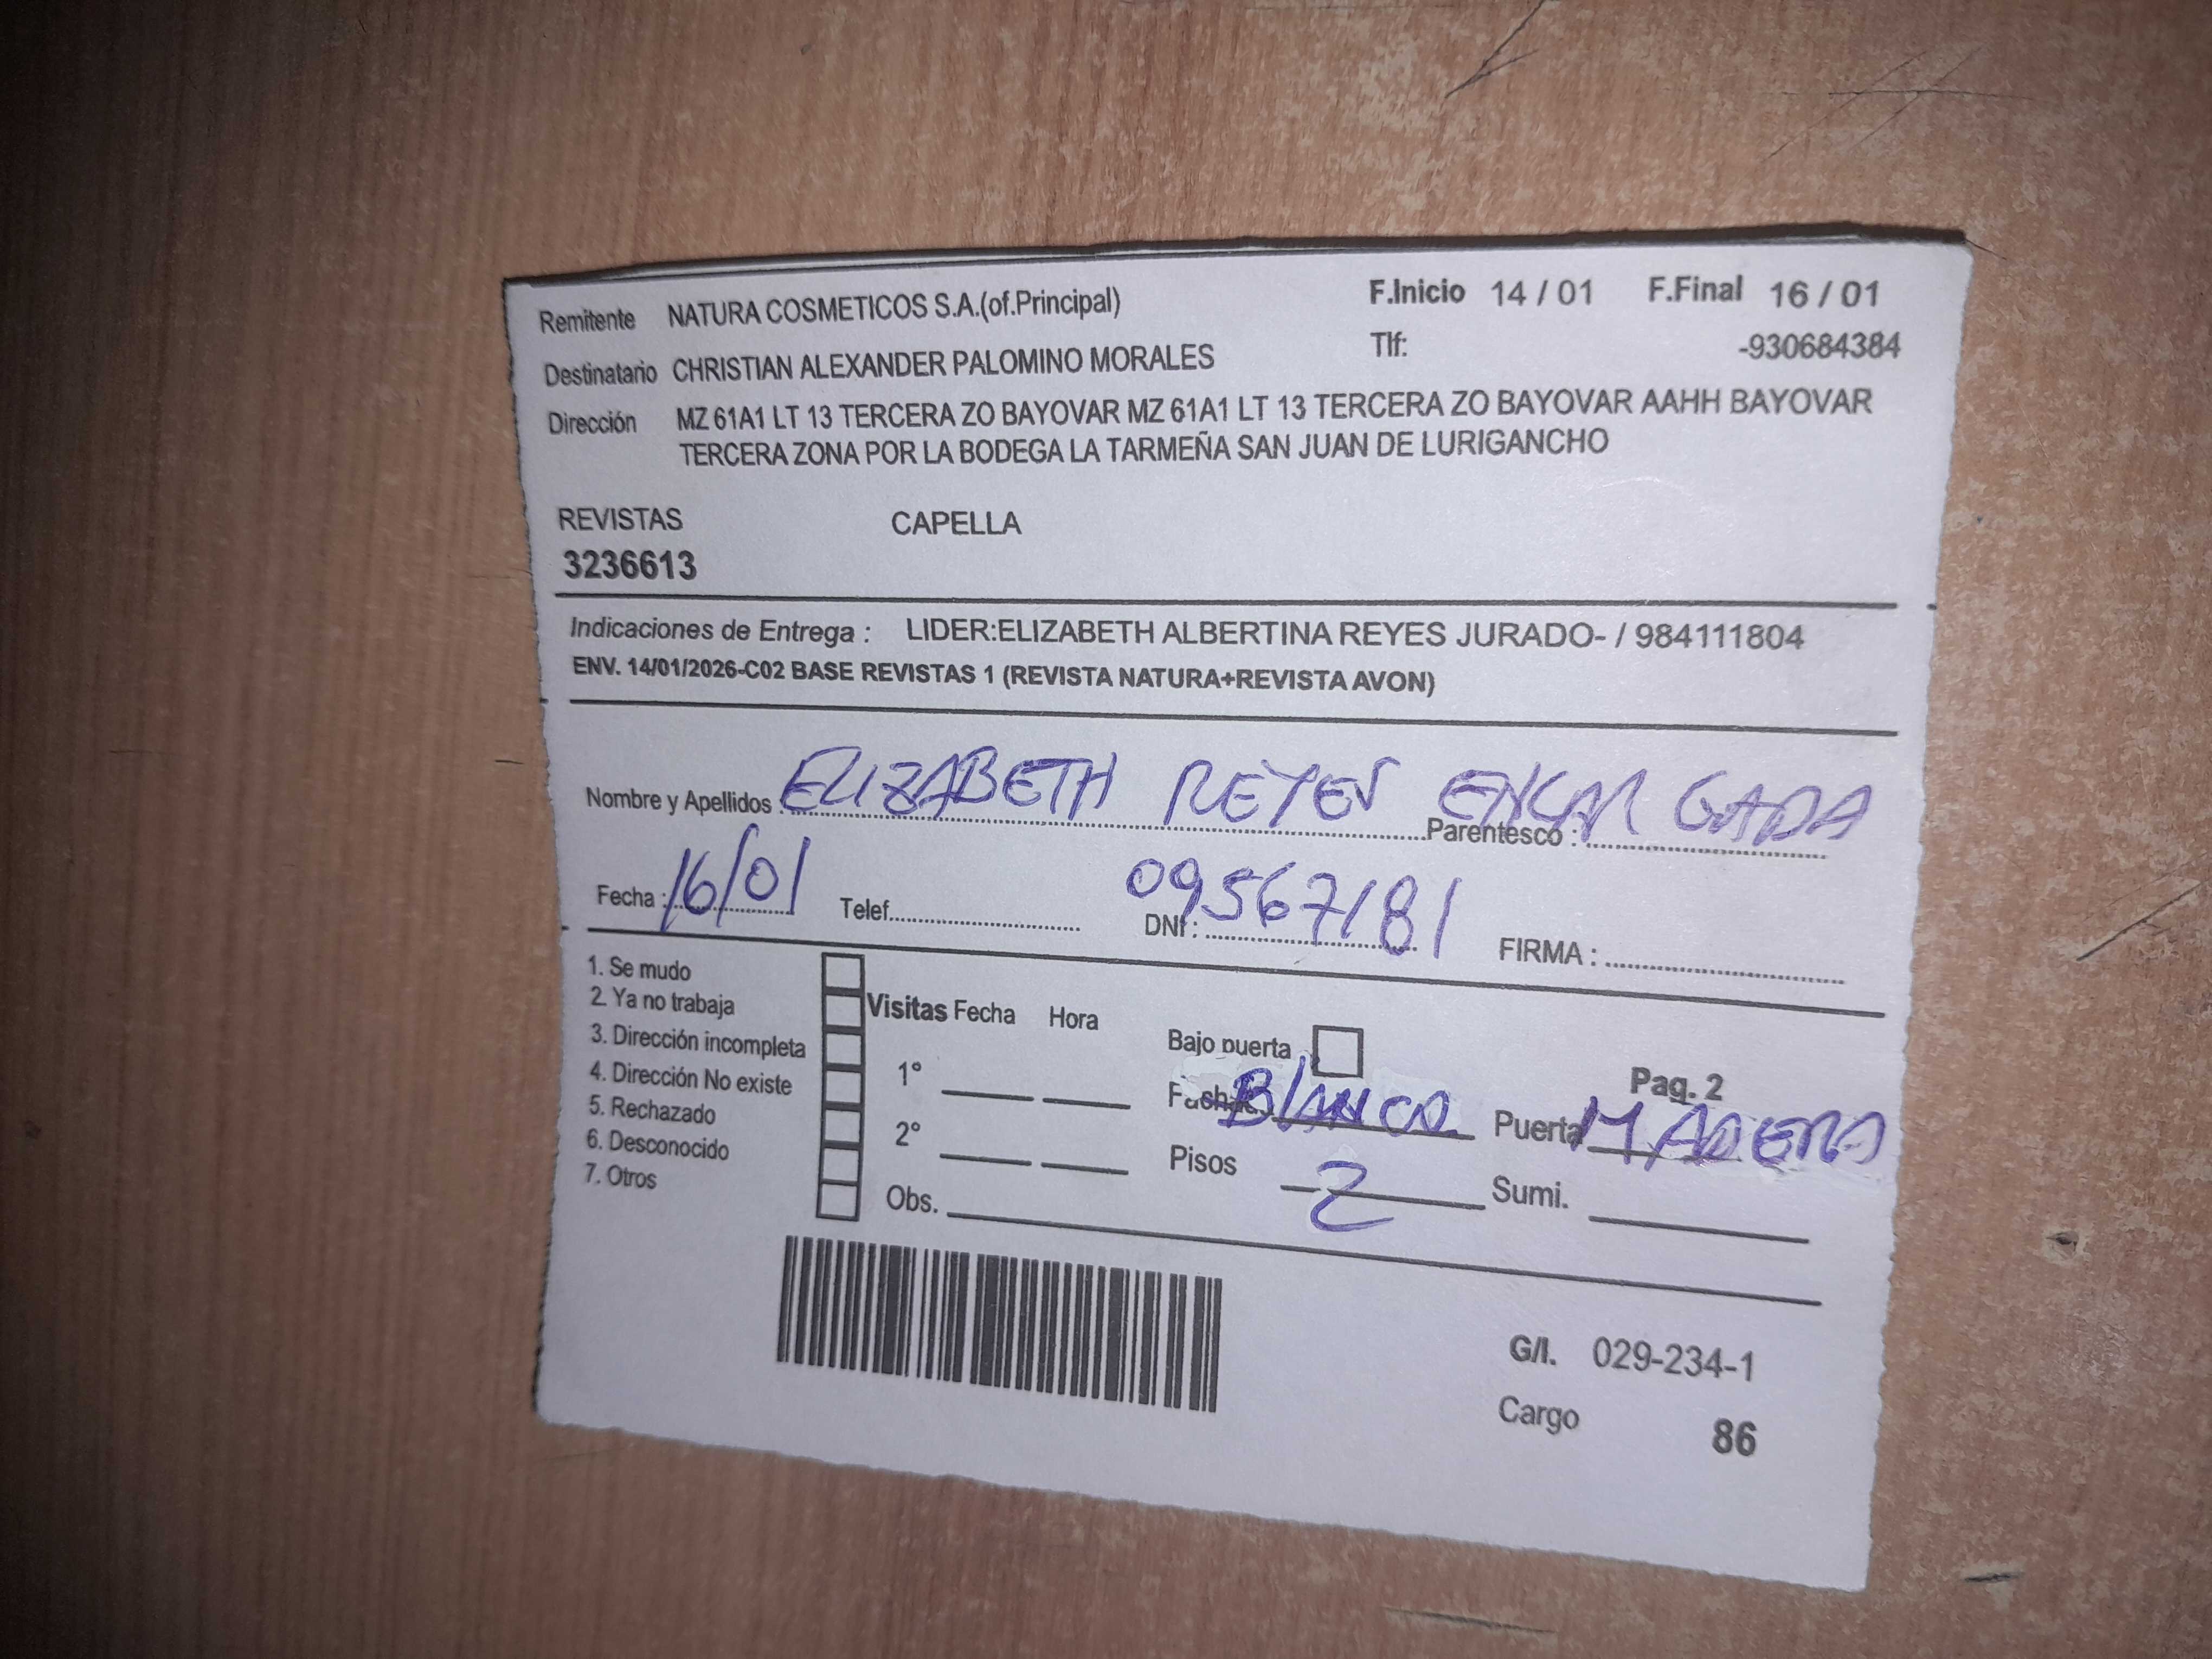 Remitente NATURA COSMETICOS S.A.(of.Principal) F.Inicio 14 / 01 F.Final 16 / 01
Destinatario CHRISTIAN ALEXANDER PALOMINO MORALES Tlf: -930684384
Dirección MZ 61A1 LT 13 TERCERA ZO BAYOVAR MZ 61A1 LT 13 TERCERA ZO BAYOVAR AAHH BAYOVAR
TERCERA ZONA POR LA BODEGA LA TARMEÑA SAN JUAN DE LURIGANCHO
REVISTAS CAPELLA
3236613
Indicaciones de Entrega : LIDER:ELIZABETH ALBERTINA REYES JURADO- / 984111804
ENV. 14/01/2026-C02 BASE REVISTAS 1 (REVISTA NATURA+REVISTA AVON)
Nombre y Apellidos : ELIZABETH REYES Parentesco : ENCARGADA
Fecha : 16/01 Telef. DNI : 09567181 FIRMA :
1. Se mudo
2. Ya no trabaja
3. Dirección incompleta
4. Dirección No existe
5. Rechazado
6. Desconocido
7. Otros
Visitas Fecha Hora
1°
2°
Obs.
Bajo puerta
Pag. 2
Fachada BLANCO Puerta MADERA
Pisos 2 Sumi.
G/I. 029-234-1
Cargo 86